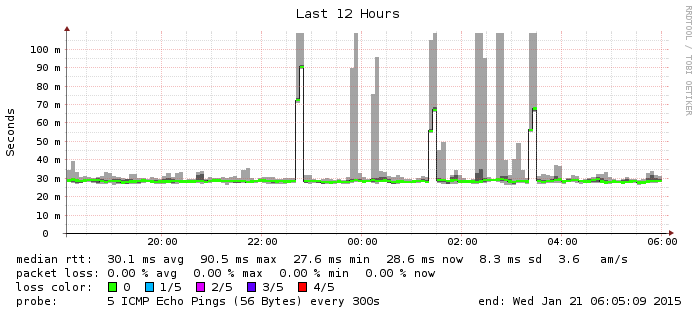 Last 12 Hours
RRDTOOL / TOBI OETIKER
Seconds
100 m
90 m
80 m
70 m
60 m
50 m
40 m
30 m
20 m
10 m
0
20:00 22:00 00:00 02:00 04:00 06:00
median rtt: 30.1 ms avg 90.5 ms max 27.6 ms min 28.6 ms now 8.3 ms sd 3.6 am/s
packet loss: 0.00 % avg 0.00 % max 0.00 % min 0.00 % now
loss color: 0 1/5 2/5 3/5 4/5
probe: 5 ICMP Echo Pings (56 Bytes) every 300s end: Wed Jan 21 06:05:09 2015